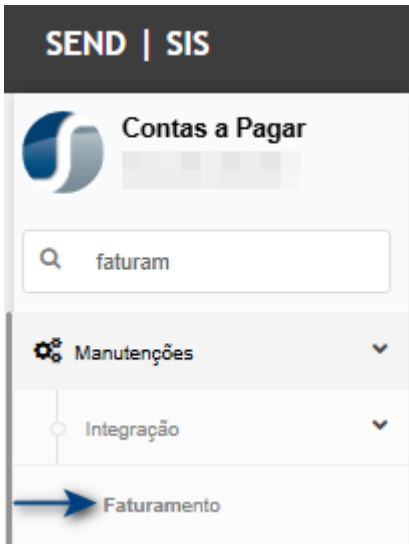 SEND | SIS
Contas a Pagar
faturam
Manutenções
Integração
Faturamento